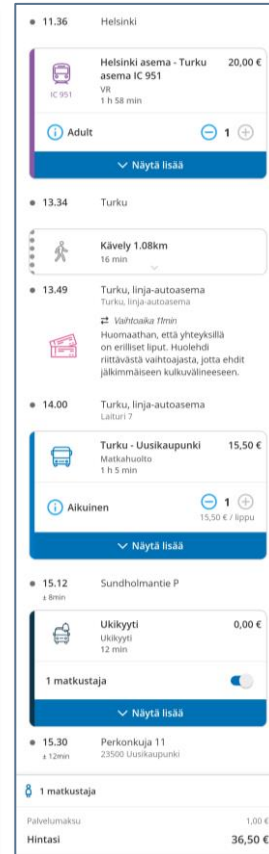 11.36 Helsinki
Helsinki asema - Turku 20,00 €
asema IC 951
IC 951 VR
1 h 58 min
Adult 1
Näytä lisää
13.34 Turku
Kävely 1.08km
16 min
13.49 Turku, linja-autoasema
Turku, linja-autoasema
Vaihtoaika 11min
Huomaathan, että yhteyksillä
on erilliset liput. Huolehdi
riittävästä vaihtoajasta, jotta ehdit
jälkimmäiseen kulkuvälineeseen.
14.00 Turku, linja-autoasema
Laituri 7
Turku - Uusikaupunki 15,50 €
Matkahuolto
1 h 5 min
Aikuinen 1
15,50 € / lippu
Näytä lisää
15.12 Sundholmantie P
± 8min
Ukikyyti 0,00 €
Ukikyyti
12 min
1 matkustaja
Näytä lisää
15.30 Perkonkuja 11
± 12min 23500 Uusikaupunki
1 matkustaja
Palvelumaksu 1,00 €
Hintasi 36,50 €